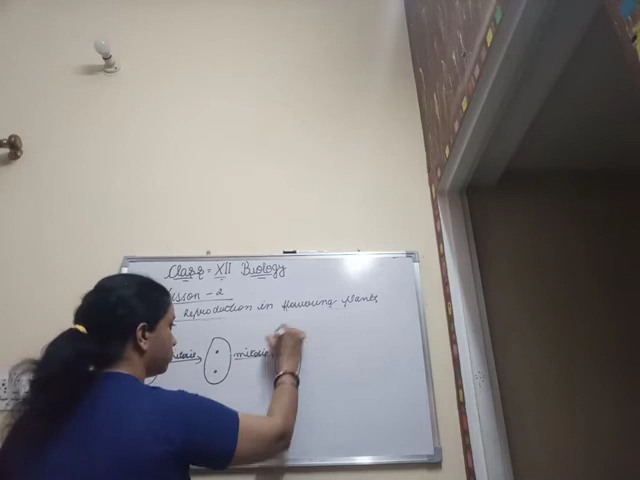 Class - XII Biology
Lesson - 2
Reproduction in flowering plants
mitosis